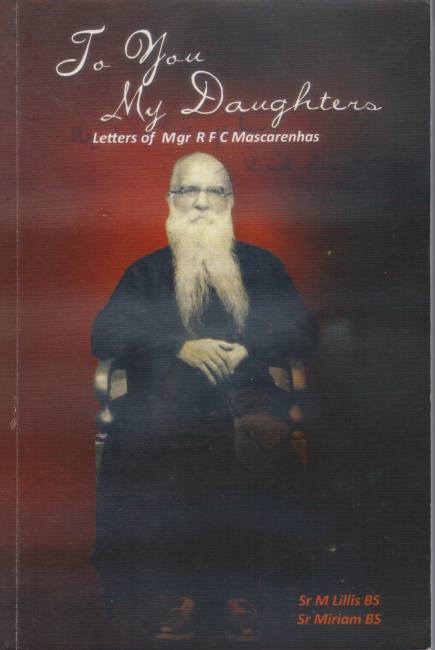 To You
My Daughters
Letters of Mgr R F C Mascarenhas
Sr M Lillis BS
Sr Miriam BS